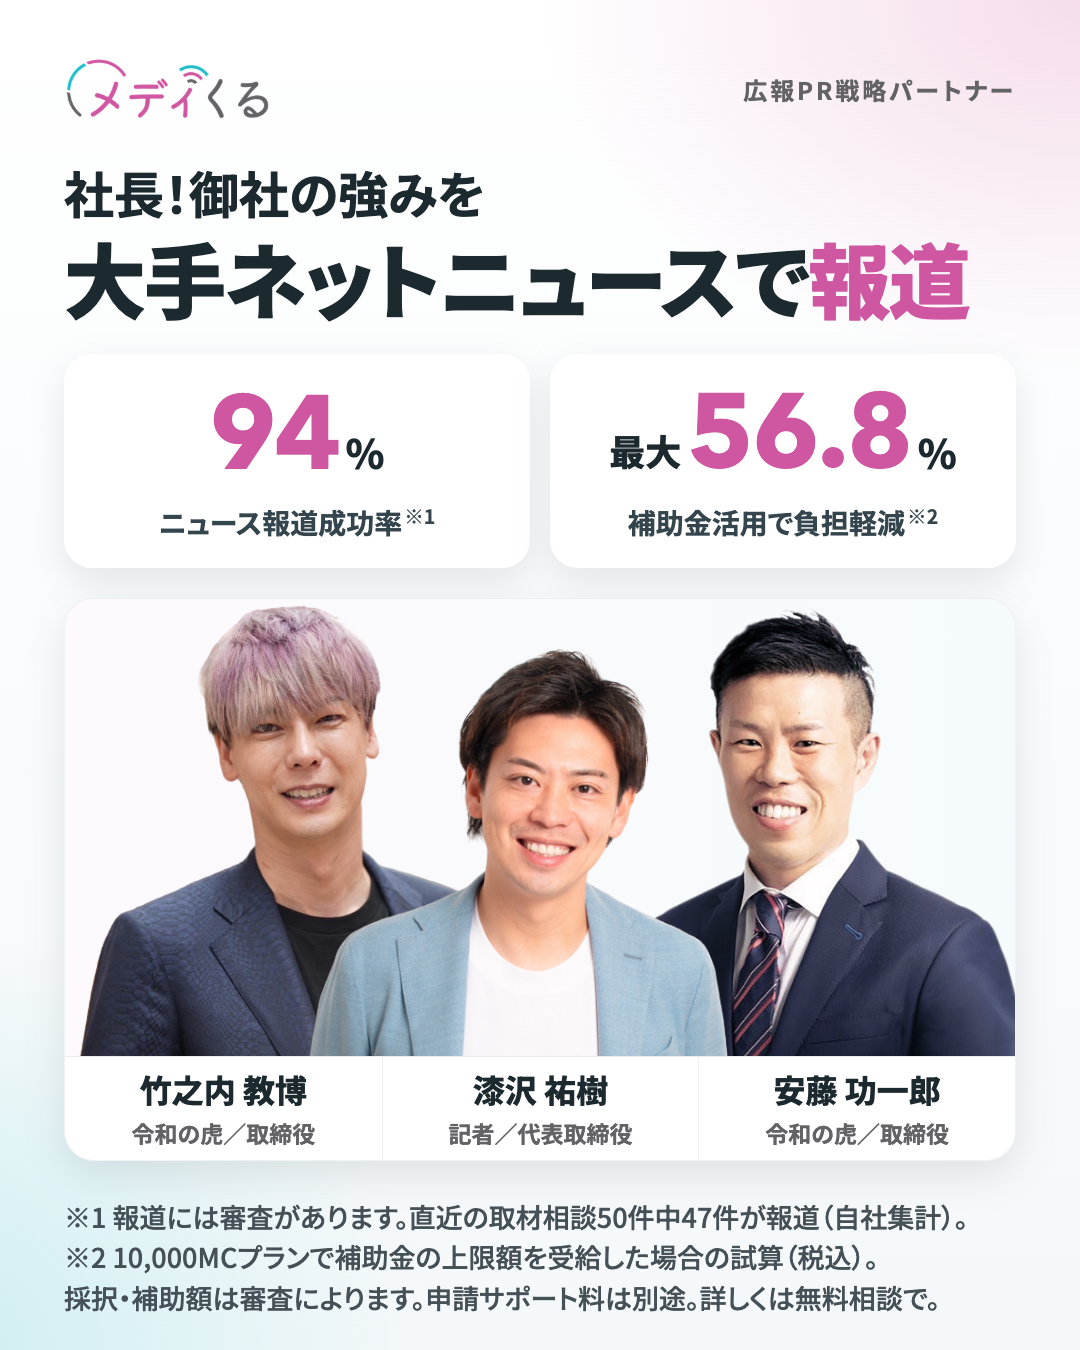 メディくる
広報PR戦略パートナー
社長！御社の強みを
大手ネットニュースで報道
94%
ニュース報道成功率※1
最大56.8%
補助金活用で負担軽減※2
竹之内 教博
令和の虎／取締役
漆沢 祐樹
記者／代表取締役
安藤 功一郎
令和の虎／取締役
※1 報道には審査があります。直近の取材相談50件中47件が報道（自社集計）。
※2 10,000MCプランで補助金の上限額を受給した場合の試算（税込）。
採択・補助額は審査によります。申請サポート料は別途。詳しくは無料相談で。